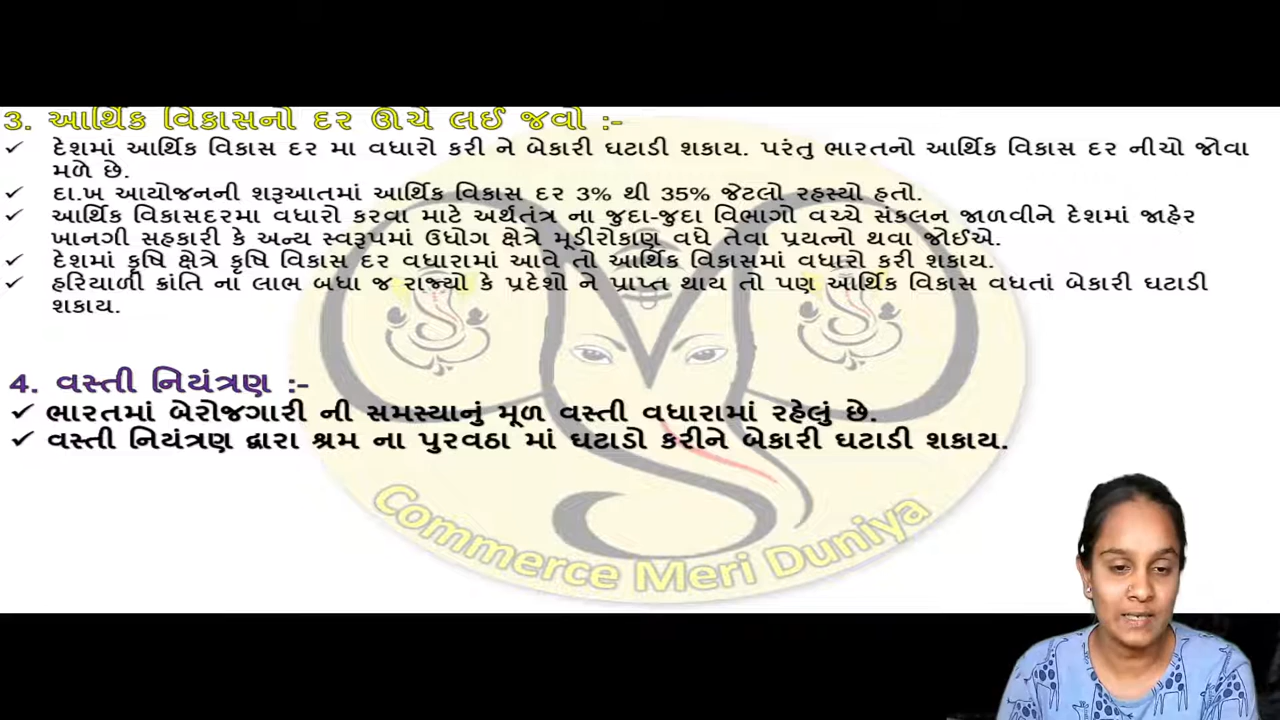 3. આર્થિક વિકાસનો દર ઊચે લઈ જવો :-
✓ દેશમાં આર્થિક વિકાસ દર મા વધારો કરી ને બેકારી ઘટાડી શકાય. પરંતુ ભારતનો આર્થિક વિકાસ દર નીચો જોવા
મળે છે.
✓ દા.ખ આયોજનની શરૂઆતમાં આર્થિક વિકાસ દર 3% થી 35% જેટલો રહસ્યો હતો.
✓ આર્થિક વિકાસદરમા વધારો કરવા માટે અર્થતંત્ર ના જુદા-જુદા વિભાગો વચ્ચે સંકલન જાળવીને દેશમાં જાહેર
ખાનગી સહકારી કે અન્ય સ્વરૂપમાં ઉધોગ ક્ષેત્રે મૂડીરોકાણ વધે તેવા પ્રયત્નો થવા જોઈએ.
✓ દેશમાં કૃષિ ક્ષેત્રે કૃષિ વિકાસ દર વધારામાં આવે તો આર્થિક વિકાસમાં વધારો કરી શકાય.
✓ હરિયાળી ક્રાંતિ ના લાભ બધા જ રાજ્યો કે પ્રદેશો ને પ્રાપ્ત થાય તો પણ આર્થિક વિકાસ વધતાં બેકારી ઘટાડી
શકાય.
4. વસ્તી નિયંત્રણ :-
✓ ભારતમાં બેરોજગારી ની સમસ્યાનું મૂળ વસ્તી વધારામાં રહેલું છે.
✓ વસ્તી નિયંત્રણ દ્વારા શ્રમ ના પુરવઠા માં ઘટાડો કરીને બેકારી ઘટાડી શકાય.
Commerce Meri Duniya